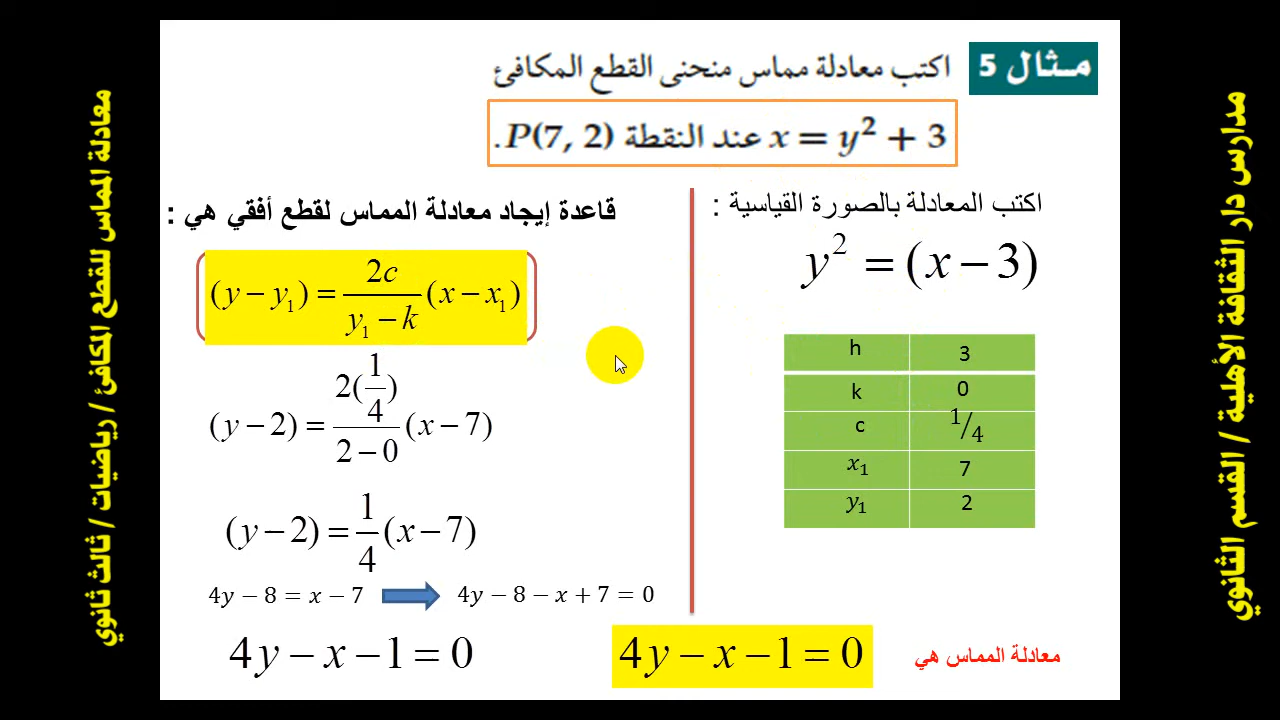 مـثـال 5
اكتب معادلة مماس منحنى القطع المكافئ
x = y² + 3 عند النقطة P(7, 2).
اكتب المعادلة بالصورة القياسية :
y² = (x − 3)
h 3
k 0
c 1/4
x₁ 7
y₁ 2
قاعدة إيجاد معادلة المماس لقطع أفقي هي :
(y − y₁) = 2c/(y₁ − k) (x − x₁)
(y − 2) = 2(1/4)/(2 − 0) (x − 7)
(y − 2) = 1/4 (x − 7)
4y − 8 = x − 7
4y − 8 − x + 7 = 0
4y − x − 1 = 0
معادلة المماس هي
4y − x − 1 = 0
مدارس دار الثقافة الأهلية / القسم الثانوي
معادلة المماس للقطع المكافئ / رياضيات / ثالث ثانوي